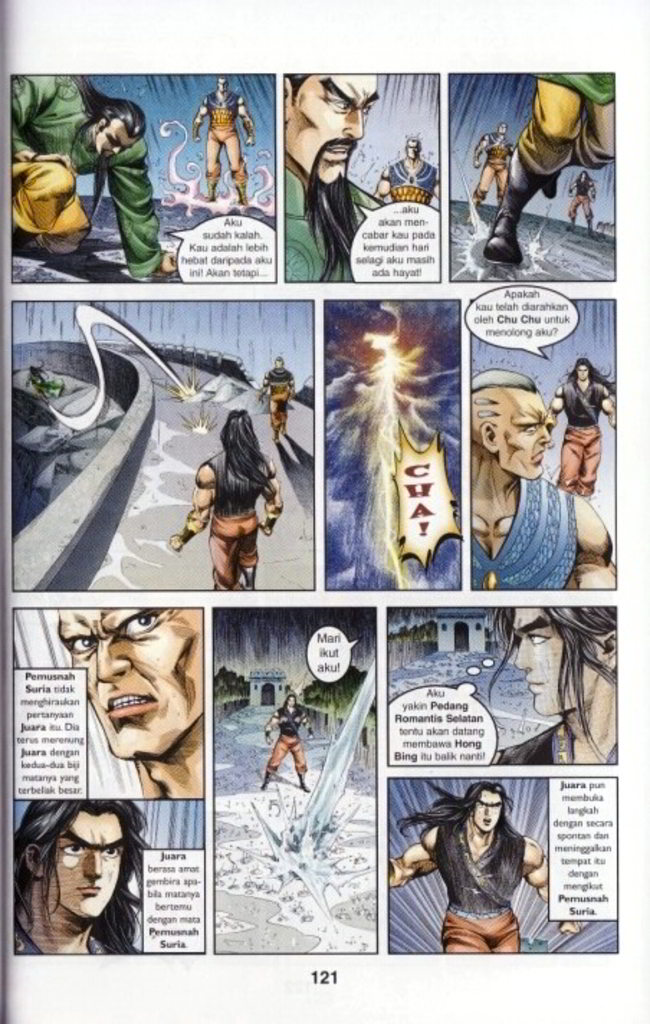 Aku
sudah kalah.
Kau adalah lebih
hebat daripada aku
ini! Akan tetapi...
...aku
akan men-
cabar kau pada
kemudian hari
selagi aku masih
ada hayat!
Apakah
kau telah diarahkan
oleh Chu Chu untuk
menolong aku?
CHA!
Pemusnah
Suria tidak
menghiraukan
pertanyaan
Juara itu. Dia
terus merenung
Juara dengan
kedua-dua biji
matanya yang
terbeliak besar.
Juara
berasa amat
gembira apa-
bila matanya
bertemu
dengan mata
Pemusnah
Suria.
Mari
ikut
aku!
Aku
yakin Pedang
Romantis Selatan
tentu akan datang
membawa Hong
Bing itu balik nanti!
Juara pun
membuka
langkah
dengan secara
spontan dan
meninggalkan
tempat itu
dengan
mengikut
Pemusnah
Suria.
121